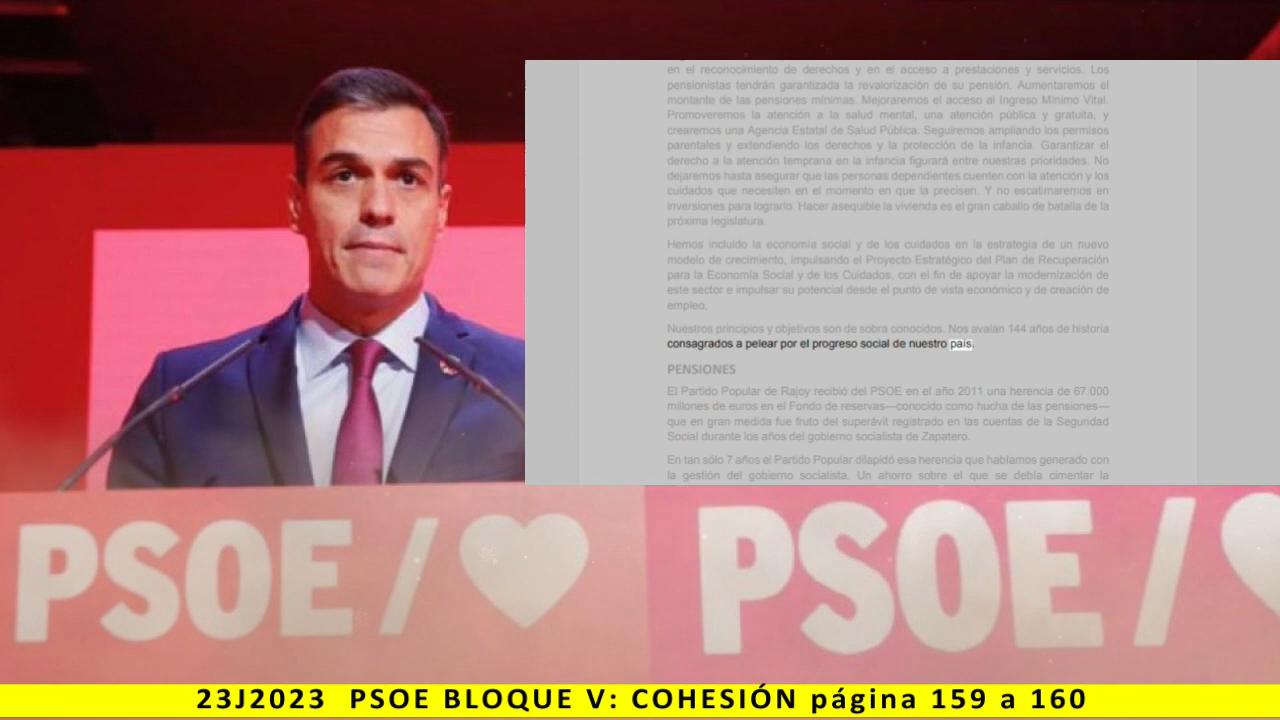 en el reconocimiento de derechos y en el acceso a prestaciones y servicios. Los
pensionistas tendrán garantizada la revalorización de su pensión. Aumentaremos el
montante de las pensiones mínimas. Mejoraremos el acceso al Ingreso Mínimo Vital.
Promoveremos la atención a la salud mental, una atención pública y gratuita, y
crearemos una Agencia Estatal de Salud Pública. Seguiremos ampliando los permisos
parentales y extendiendo los derechos y la protección de la infancia. Garantizar el
derecho a la atención temprana en la infancia figurará entre nuestras prioridades. No
dejaremos hasta asegurar que las personas dependientes cuenten con la atención y los
cuidados que necesiten en el momento en que la precisen. Y no escatimaremos en
inversiones para lograrlo. Hacer asequible la vivienda es el gran caballo de batalla de la
próxima legislatura.
Hemos incluido la economía social y de los cuidados en la estrategia de un nuevo
modelo de crecimiento, impulsando el Proyecto Estratégico del Plan de Recuperación
para la Economía Social y de los Cuidados, con el fin de apoyar la modernización de
este sector e impulsar su potencial desde el punto de vista económico y de creación de
empleo.
Nuestros principios y objetivos son de sobra conocidos. Nos avalan 144 años de historia
consagrados a pelear por el progreso social de nuestro país.
PENSIONES
El Partido Popular de Rajoy recibió del PSOE en el año 2011 una herencia de 67.000
millones de euros en el Fondo de reservas—conocido como hucha de las pensiones—
que en gran medida fue fruto del superávit registrado en las cuentas de la Seguridad
Social durante los años del gobierno socialista de Zapatero.
En tan sólo 7 años el Partido Popular dilapidó esa herencia que habíamos generado con
la gestión del gobierno socialista. Un ahorro sobre el que se debía cimentar la
PSOE /
PSOE /
23J2023 PSOE BLOQUE V: COHESIÓN página 159 a 160